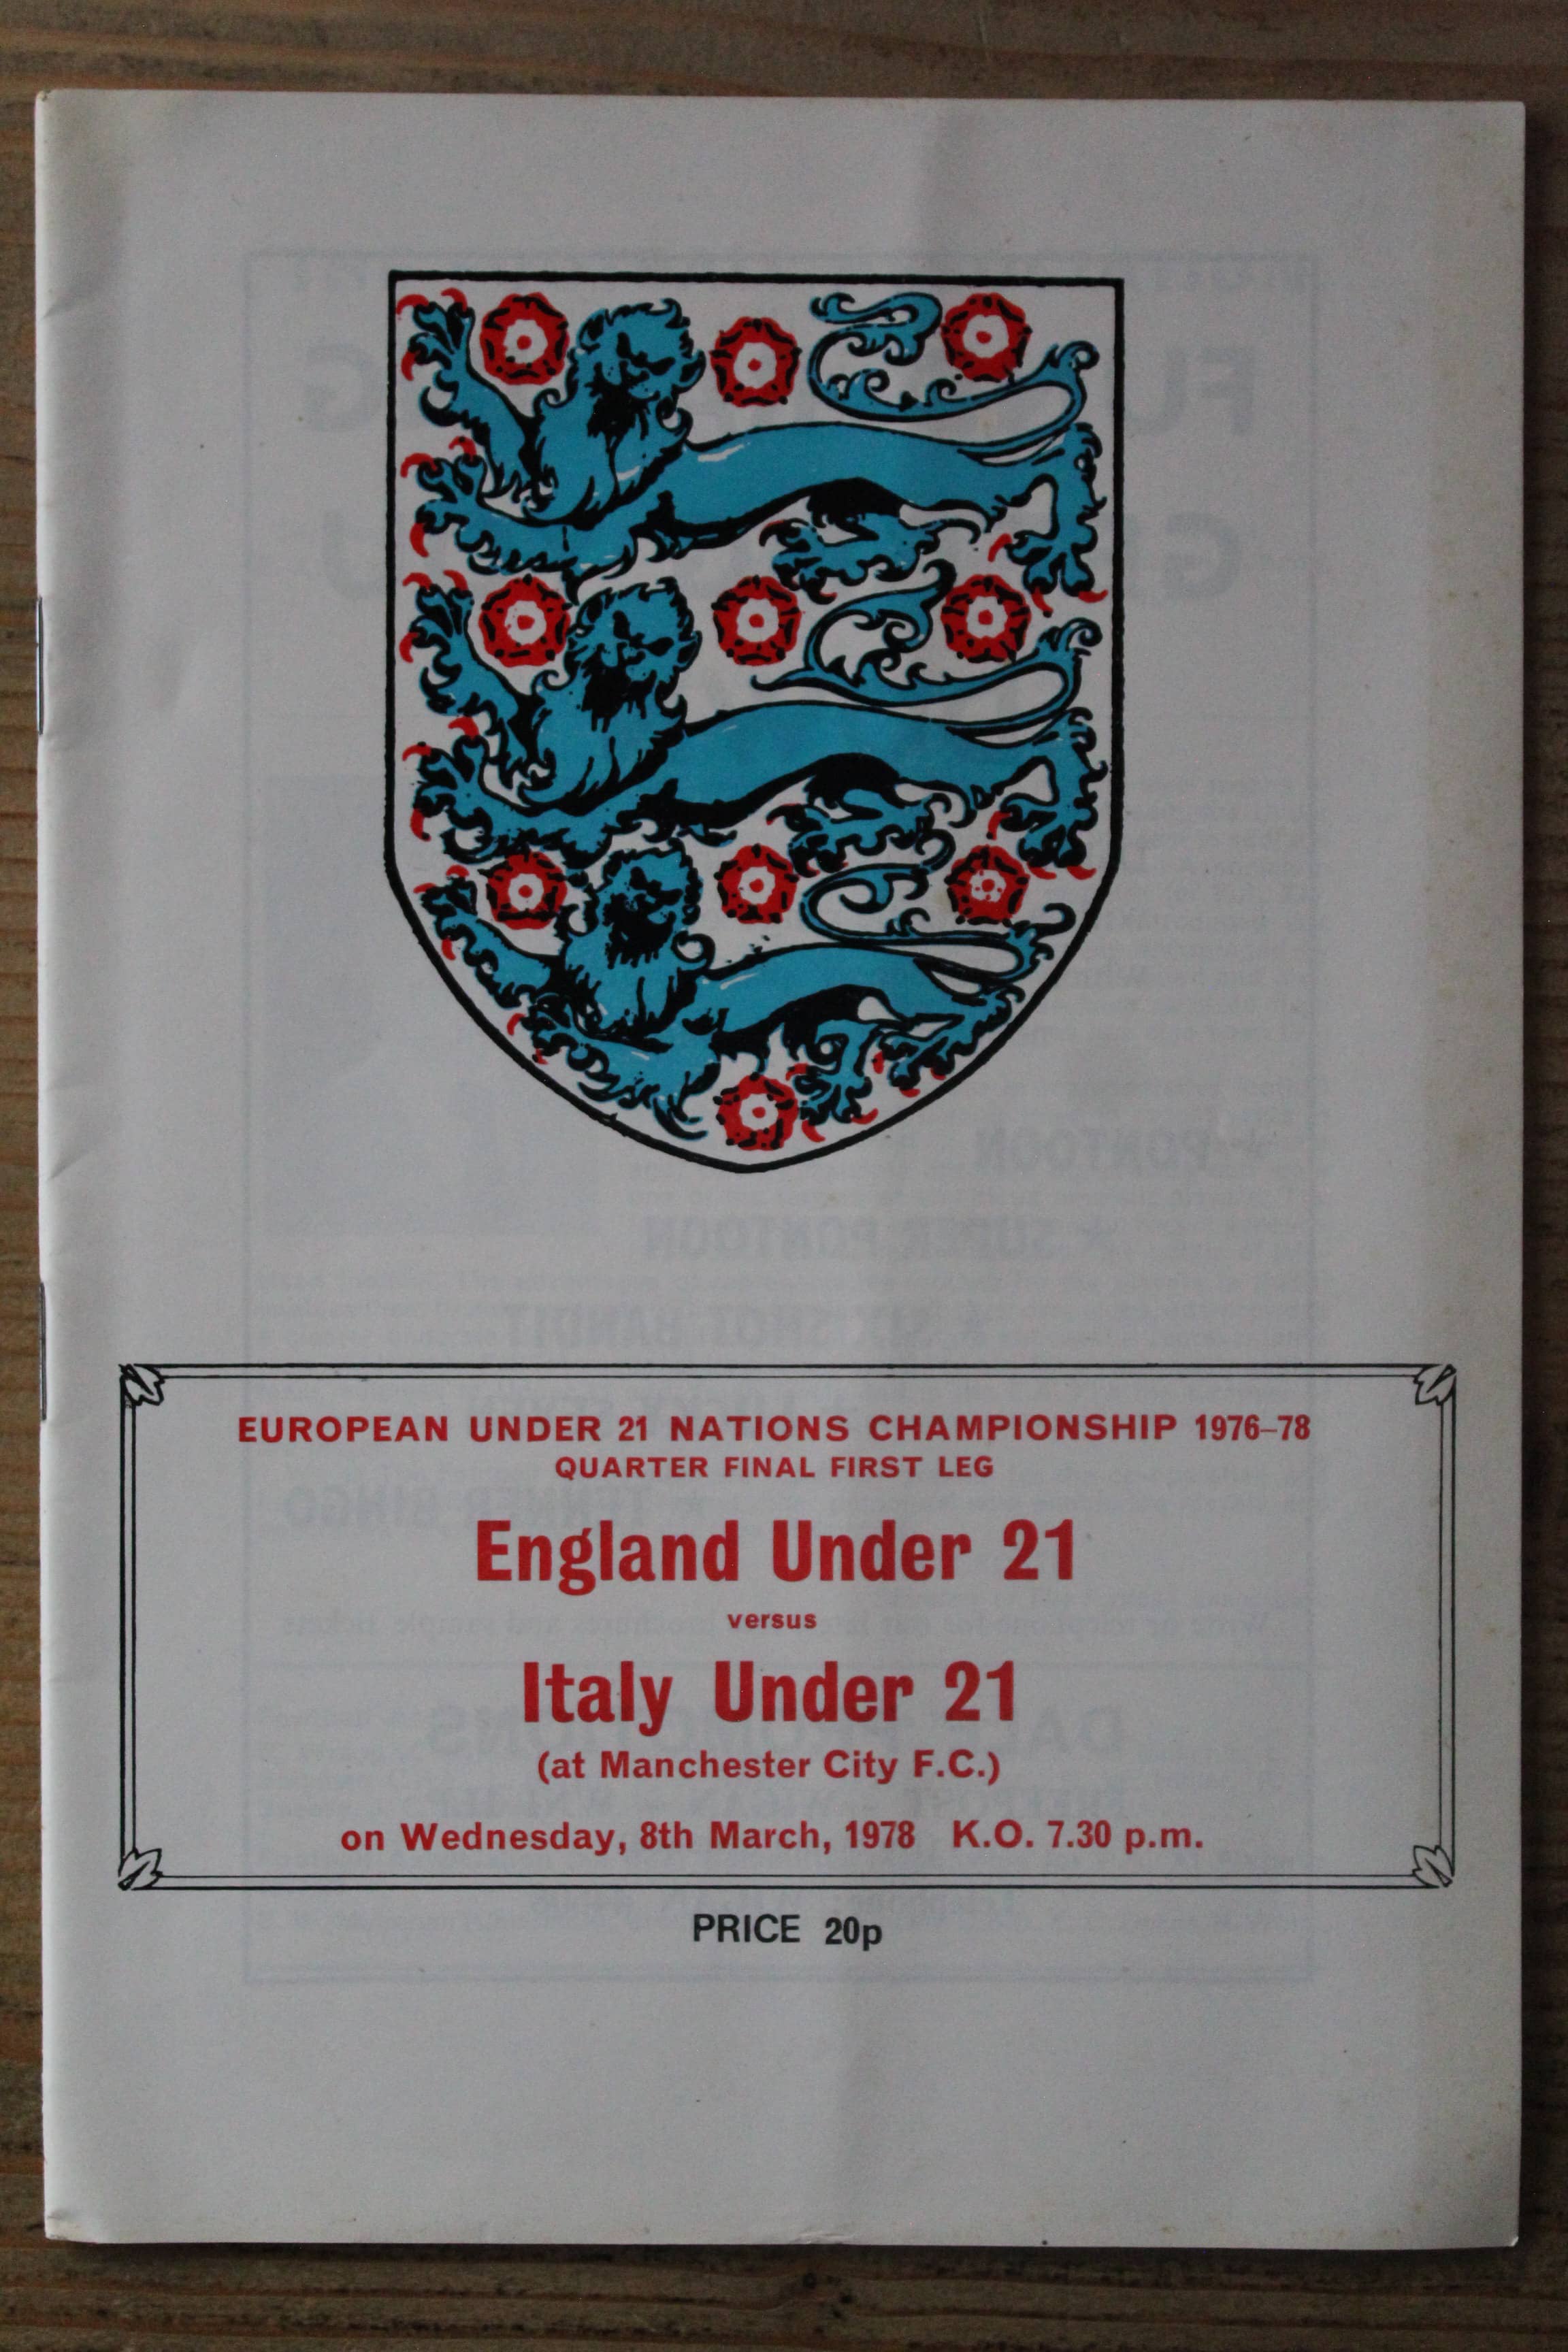 EUROPEAN UNDER 21 NATIONS CHAMPIONSHIP 1976–78
QUARTER FINAL FIRST LEG
England Under 21
versus
Italy Under 21
(at Manchester City F.C.)
on Wednesday, 8th March, 1978 K.O. 7.30 p.m.
PRICE 20p